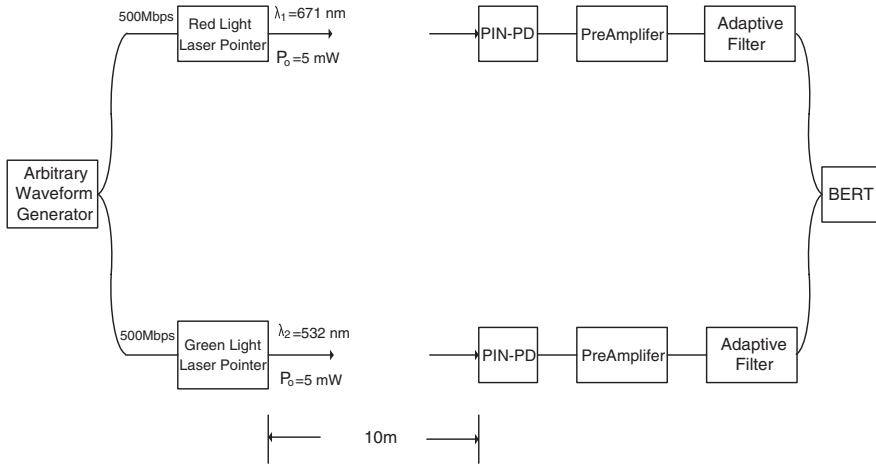 500Mbps
Red Light
Laser Pointer
λ1=671 nm
Po=5 mW
PIN-PD
PreAmplifer
Adaptive
Filter
Arbitrary
Waveform
Generator
BERT
500Mbps
Green Light
Laser Pointer
λ2=532 nm
Po=5 mW
PIN-PD
PreAmplifer
Adaptive
Filter
10m